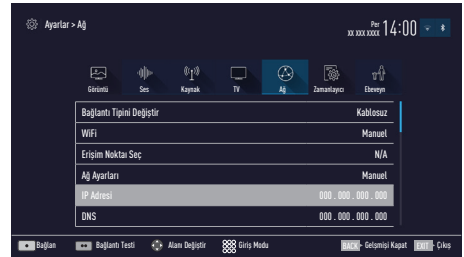 Ayarlar > Ağ
Per
xx xxx xxxx 14:00
Görüntü Ses Kaynak TV Ağ Zamanlayıcı Ebeveyn
Bağlantı Tipini Değiştir Kablosuz
WiFi Manuel
Erişim Noktaı Seç N/A
Ağ Ayarları Manuel
IP Adresi 000 . 000 . 000 . 000
DNS 000 . 000 . 000 . 000
Bağlan Bağlantı Testi Alanı Değiştir Giriş Modu BACK - Gelşmişi Kapat EXIT - Çıkış